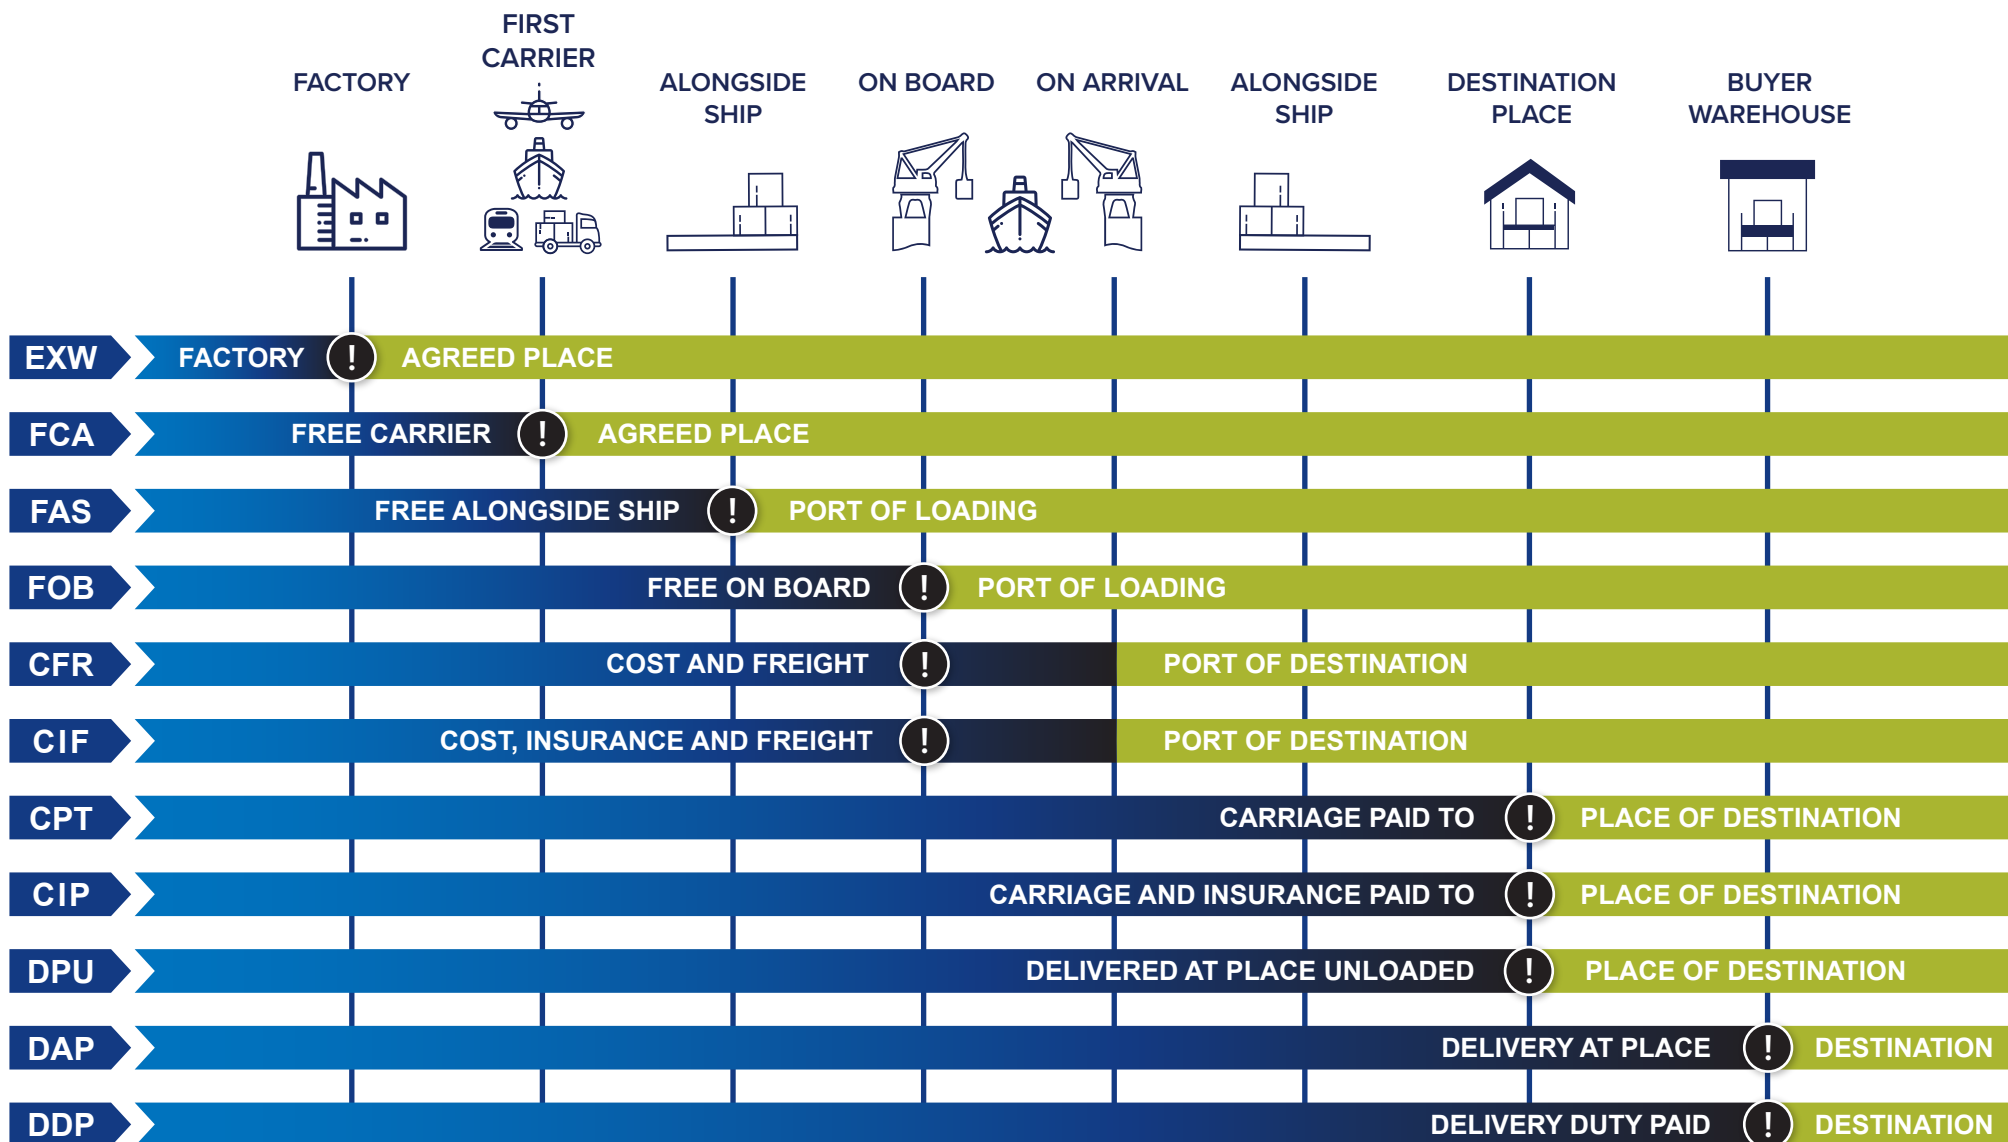 FIRST
CARRIER
FACTORY
ALONGSIDE
SHIP
ON BOARD
ON ARRIVAL
ALONGSIDE
SHIP
DESTINATION
PLACE
BUYER
WAREHOUSE
EXW FACTORY ! AGREED PLACE
FCA FREE CARRIER ! AGREED PLACE
FAS FREE ALONGSIDE SHIP ! PORT OF LOADING
FOB FREE ON BOARD ! PORT OF LOADING
CFR COST AND FREIGHT ! PORT OF DESTINATION
CIF COST, INSURANCE AND FREIGHT ! PORT OF DESTINATION
CPT CARRIAGE PAID TO ! PLACE OF DESTINATION
CIP CARRIAGE AND INSURANCE PAID TO ! PLACE OF DESTINATION
DPU DELIVERED AT PLACE UNLOADED ! PLACE OF DESTINATION
DAP DELIVERY AT PLACE ! DESTINATION
DDP DELIVERY DUTY PAID ! DESTINATION